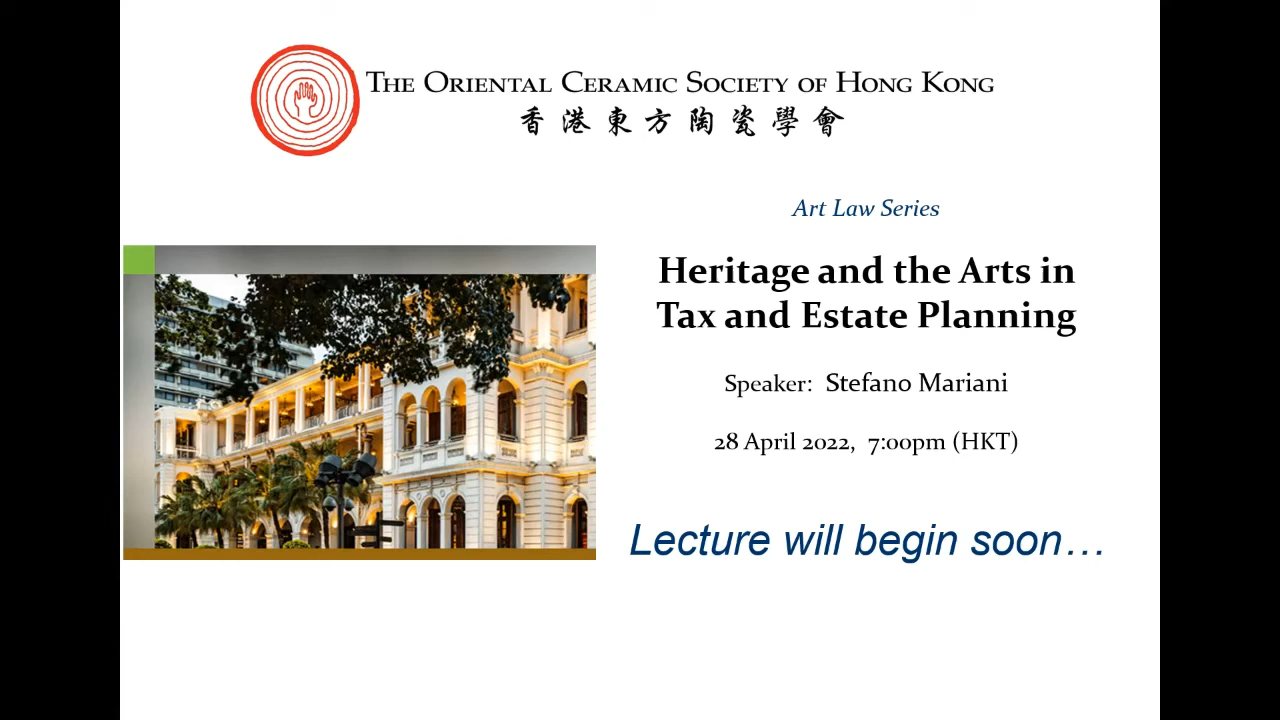 THE ORIENTAL CERAMIC SOCIETY OF HONG KONG
香港東方陶瓷學會
Art Law Series
Heritage and the Arts in
Tax and Estate Planning
Speaker: Stefano Mariani
28 April 2022, 7:00pm (HKT)
Lecture will begin soon…